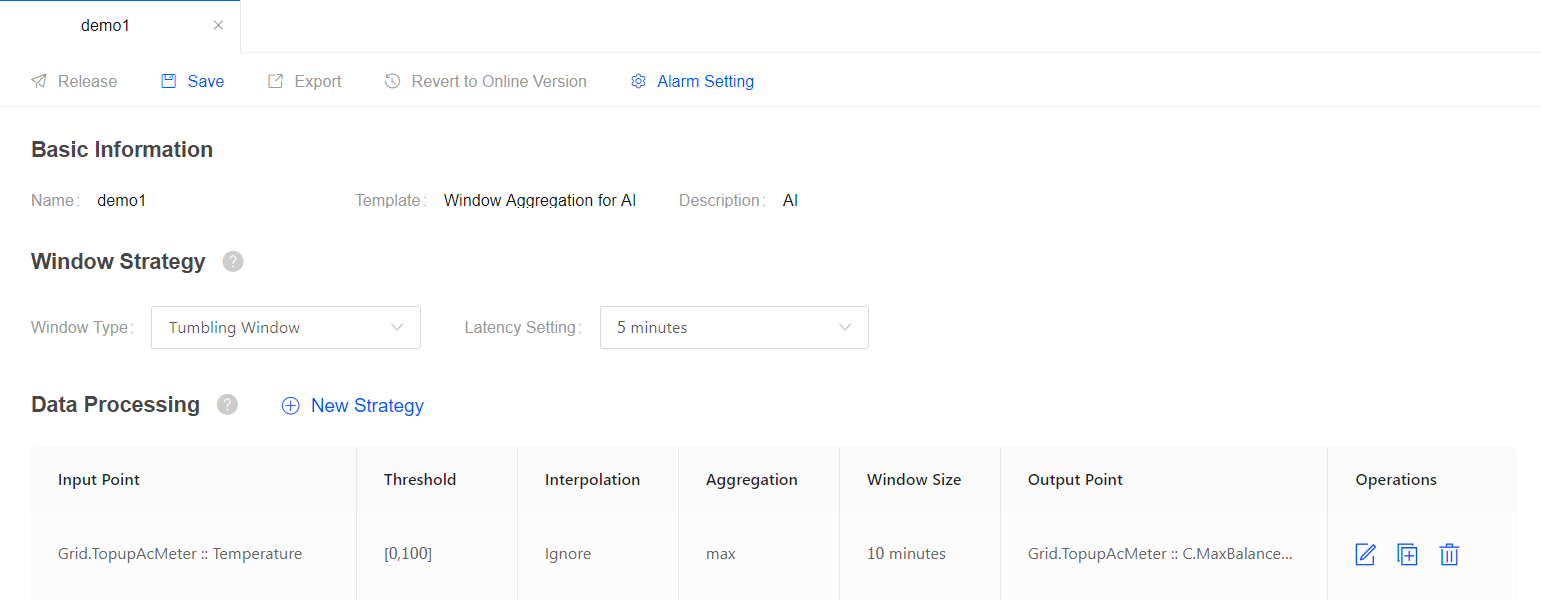 demo1
Release Save Export Revert to Online Version Alarm Setting
Basic Information
Name: demo1 Template: Window Aggregation for AI Description: AI
Window Strategy ?
Window Type: Tumbling Window Latency Setting: 5 minutes
Data Processing ? New Strategy
Input Point Threshold Interpolation Aggregation Window Size Output Point Operations
Grid.TopupAcMeter :: Temperature [0,100] Ignore max 10 minutes Grid.TopupAcMeter :: C.MaxBalance...